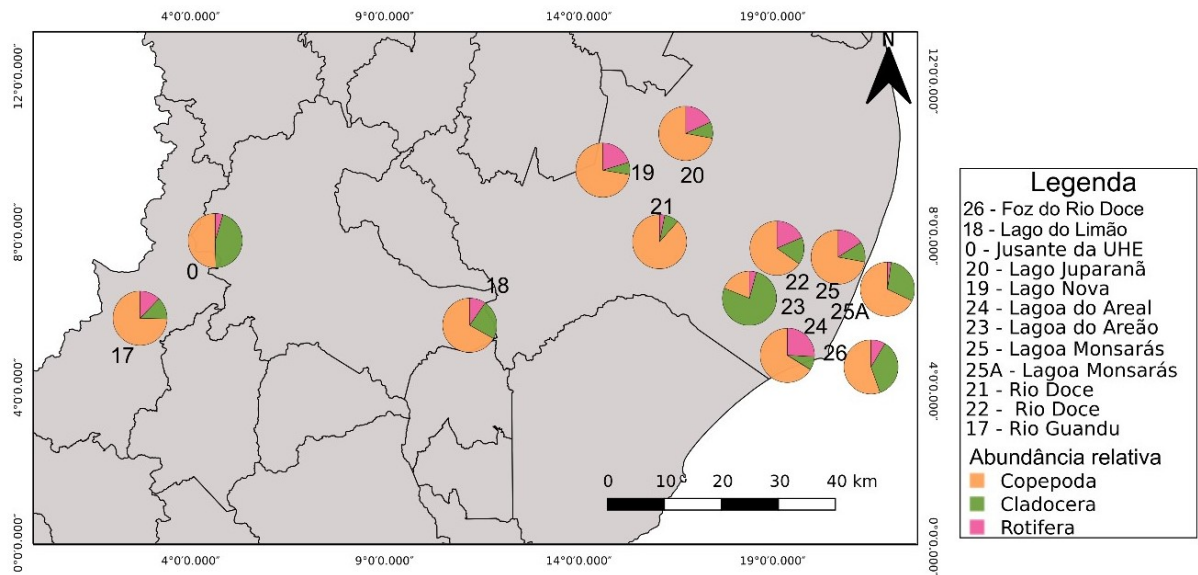 4°0'0.000" 9°0'0.000" 14°0'0.000" 19°0'0.000"
12°0'0.000"
8°0'0.000"
4°0'0.000"
0°0'0.000"
N
12°0'0.000"
8°0'0.000"
4°0'0.000"
0°0'0.000"
19
20
21
0
18
22
25
23
25A
24
17
26
0 10 20 30 40 km
4°0'0.000" 9°0'0.000" 14°0'0.000" 19°0'0.000"
Legenda
26 - Foz do Rio Doce
18 - Lago do Limão
0 - Jusante da UHE
20 - Lago Juparanã
19 - Lago Nova
24 - Lagoa do Areal
23 - Lagoa do Areão
25 - Lagoa Monsarás
25A - Lagoa Monsarás
21 - Rio Doce
22 - Rio Doce
17 - Rio Guandu
Abundância relativa
Copepoda
Cladocera
Rotifera